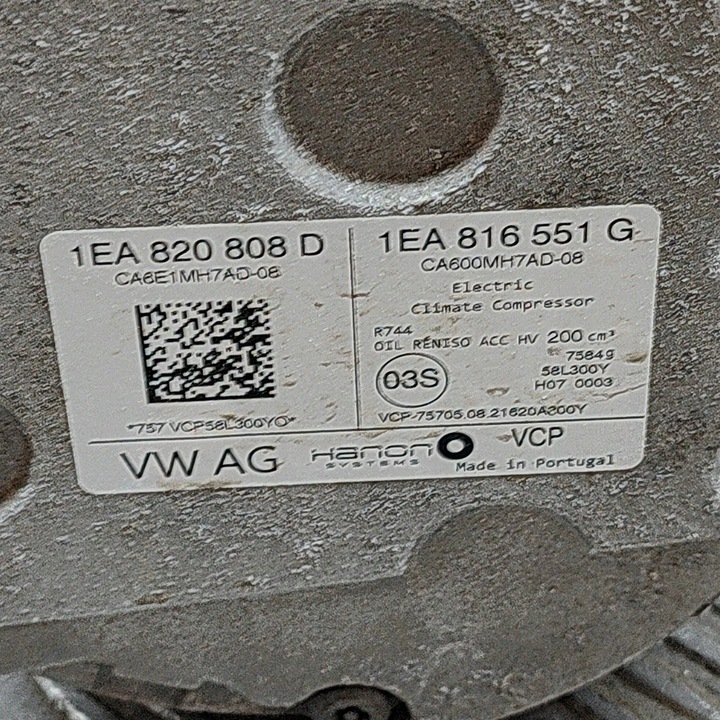 1EA 820 808 D
CA6E1MH7AD-08
*757 VCP58L300YO*
1EA 816 551 G
CA600MH7AD-08
Electric
Climate Compressor
R744
OIL RENISO ACC HV 200 cm³
7584g
58L300Y
03S
H07 0003
VCP-75705.08.21620A200Y
VW AG
Hanon
SYSTEMS
VCP
Made in Portugal